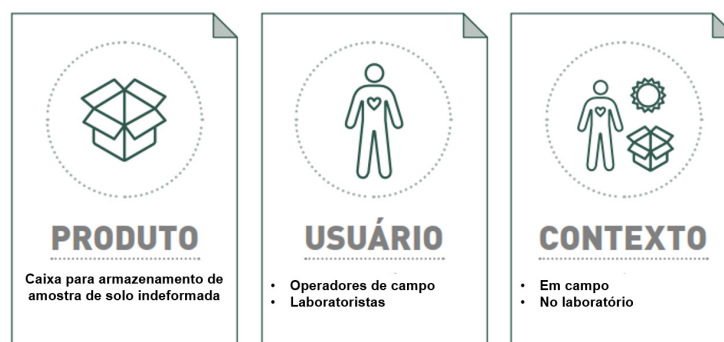 PRODUTO
Caixa para armazenamento de
amostra de solo indeformada
USUÁRIO
• Operadores de campo
• Laboratoristas
CONTEXTO
• Em campo
• No laboratório